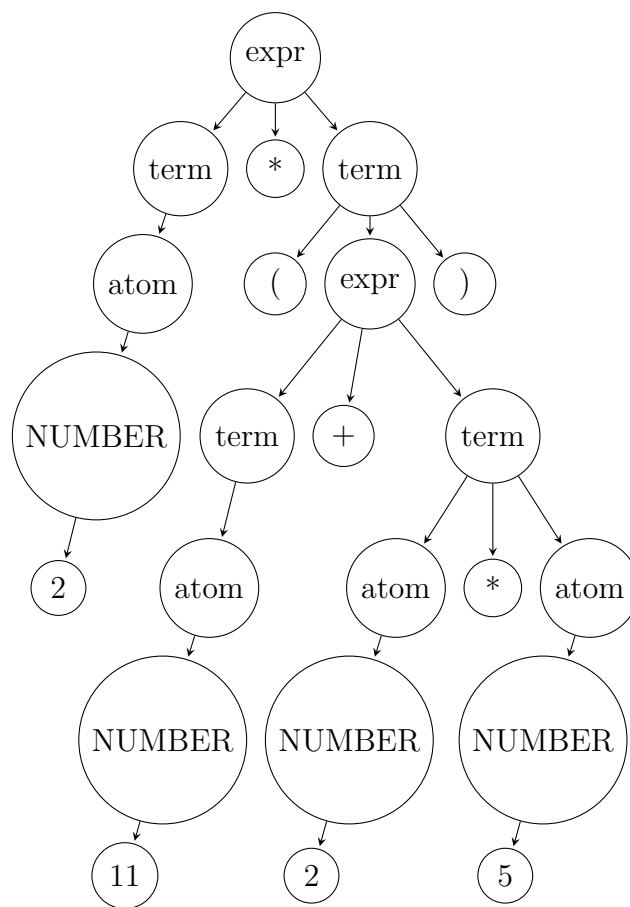 expr
term * term
atom ( expr )
NUMBER term + term
2 atom atom * atom
NUMBER NUMBER NUMBER
11 2 5